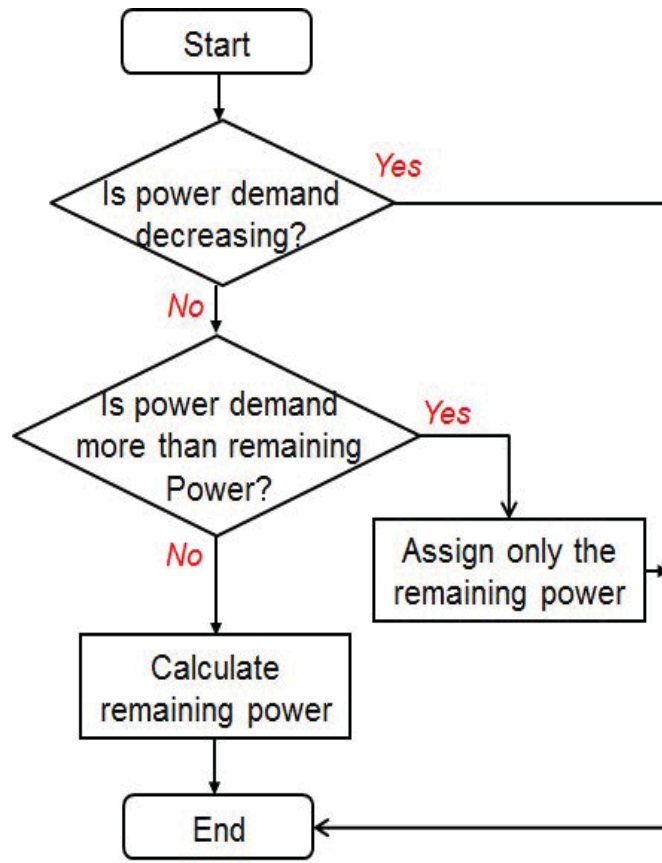 Start
Yes
Is power demand
decreasing?
No
Is power demand
more than remaining
Power?
Yes
No
Assign only the
remaining power
Calculate
remaining power
End